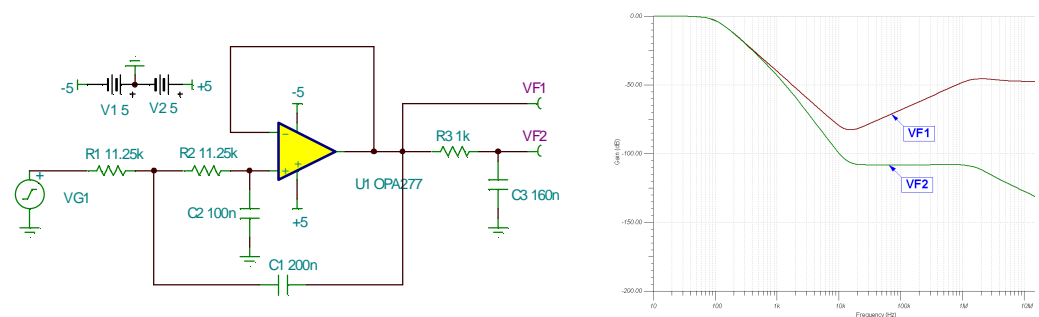 -5
V1 5
V2 5
+5
VG1
R1 11.25k
R2 11.25k
C2 100n
C1 200n
-5
+5
U1 OPA277
VF1
VF2
R3 1k
C3 160n
Gain (dB)
0.00
-50.00
-100.00
-150.00
-200.00
VF1
VF2
10
100
1k
10k
100k
1M
10M
Frequency (Hz)